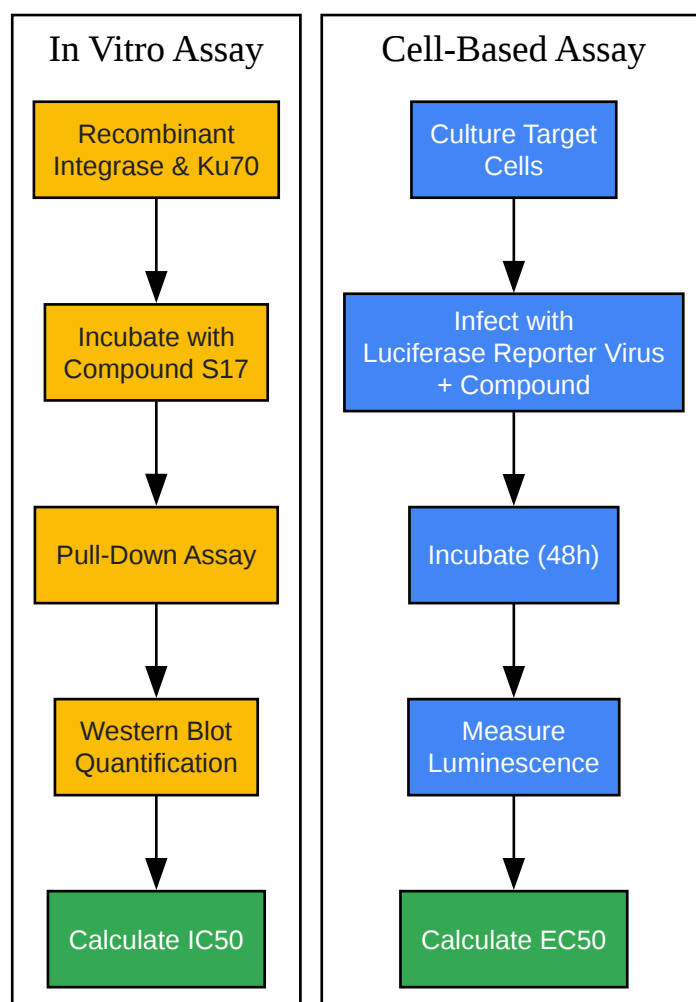 In Vitro Assay
Recombinant
Integrase & Ku70
Incubate with
Compound S17
Pull-Down Assay
Western Blot
Quantification
Calculate IC50
Cell-Based Assay
Culture Target
Cells
Infect with
Luciferase Reporter Virus
+ Compound
Incubate (48h)
Measure
Luminescence
Calculate EC50